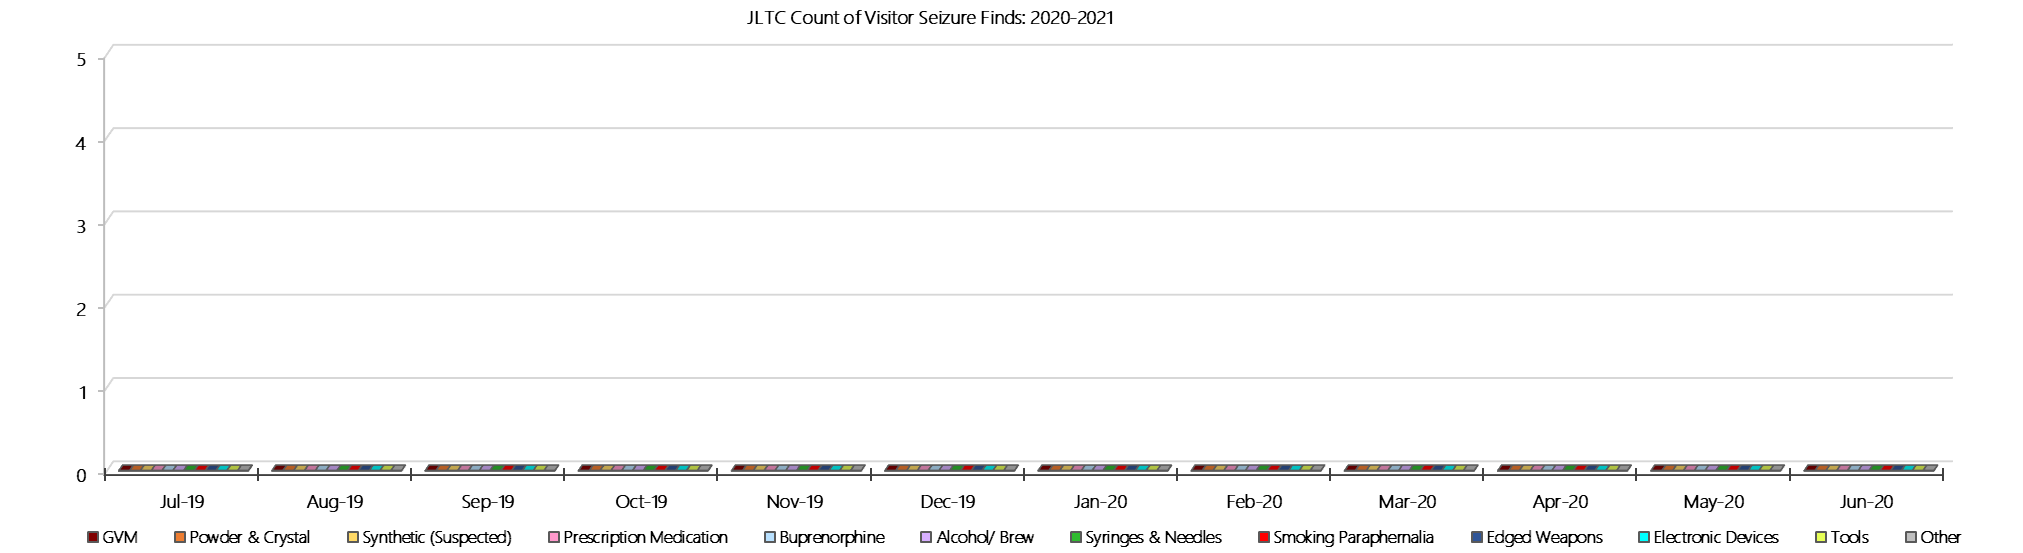 JLTC Count of Visitor Seizure Finds: 2020-2021
5
4
3
2
1
0
Jul-19 Aug-19 Sep-19 Oct-19 Nov-19 Dec-19 Jan-20 Feb-20 Mar-20 Apr-20 May-20 Jun-20
GVM Powder & Crystal Synthetic (Suspected) Prescription Medication Buprenorphine Alcohol/ Brew Syringes & Needles Smoking Paraphernalia Edged Weapons Electronic Devices Tools Other